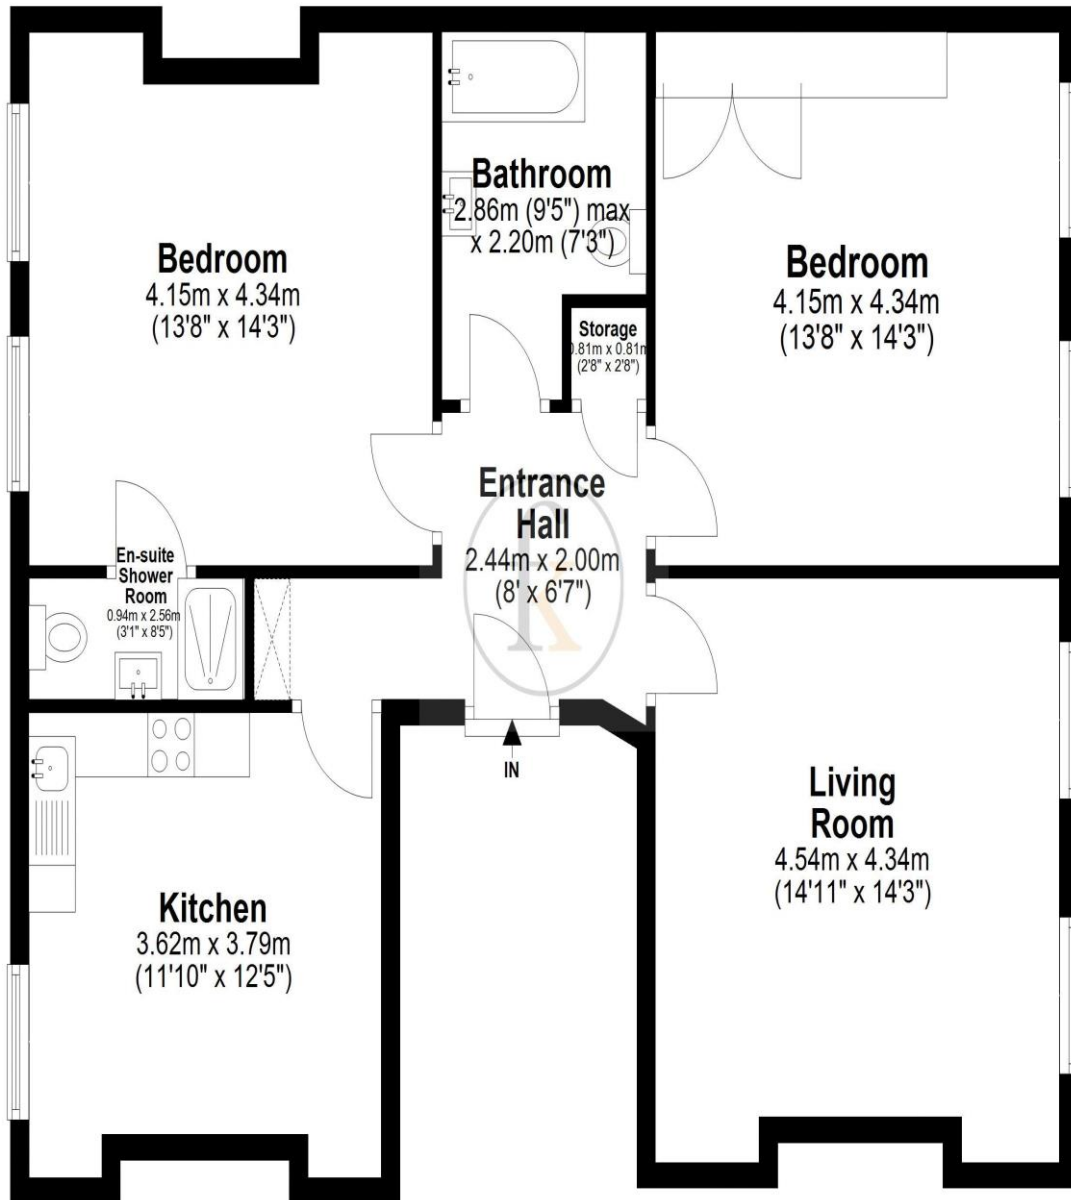 Bedroom
4.15m x 4.34m
(13'8" x 14'3")
Bathroom
2.86m (9'5") max
x 2.20m (7'3")
Bedroom
4.15m x 4.34m
(13'8" x 14'3")
Storage
0.81m x 0.81m
(2'8" x 2'8")
Entrance
Hall
2.44m x 2.00m
(8' x 6'7")
En-suite
Shower
Room
0.94m x 2.56m
(3'1" x 8'5")
IN
Kitchen
3.62m x 3.79m
(11'10" x 12'5")
Living
Room
4.54m x 4.34m
(14'11" x 14'3")